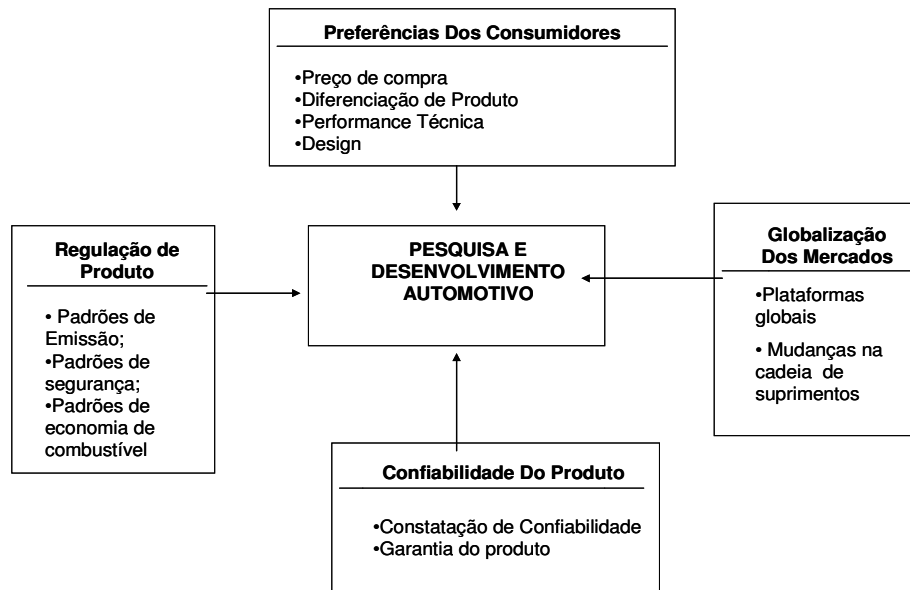 Preferências Dos Consumidores
•Preço de compra
•Diferenciação de Produto
•Performance Técnica
•Design
Regulação de
Produto
• Padrões de
Emissão;
•Padrões de
segurança;
•Padrões de
economia de
combustível
PESQUISA E
DESENVOLVIMENTO
AUTOMOTIVO
Globalização
Dos Mercados
•Plataformas
globais
• Mudanças na
cadeia de
suprimentos
Confiabilidade Do Produto
•Constatação de Confiabilidade
•Garantia do produto